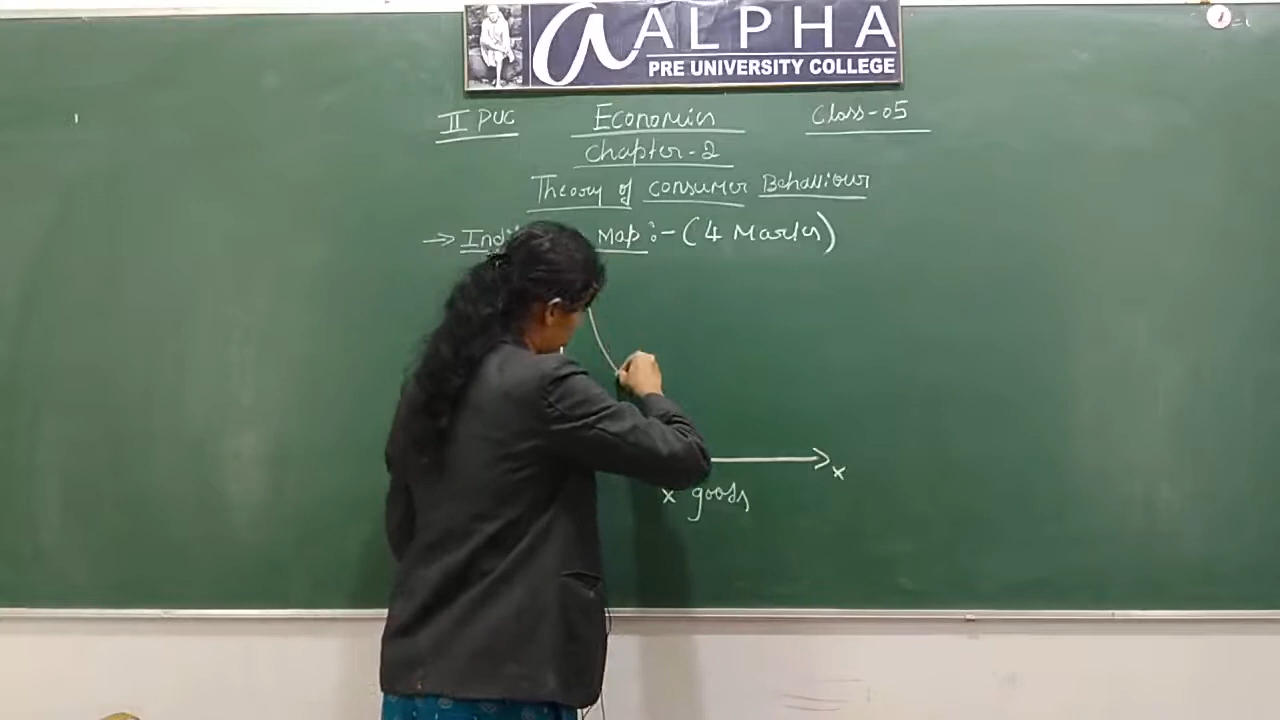 ALPHA
PRE UNIVERSITY COLLEGE
II PUC Economics Class-05
Chapter-2
Theory of consumer Behaviour
→ Map :- (4 Marks)
x
x goods